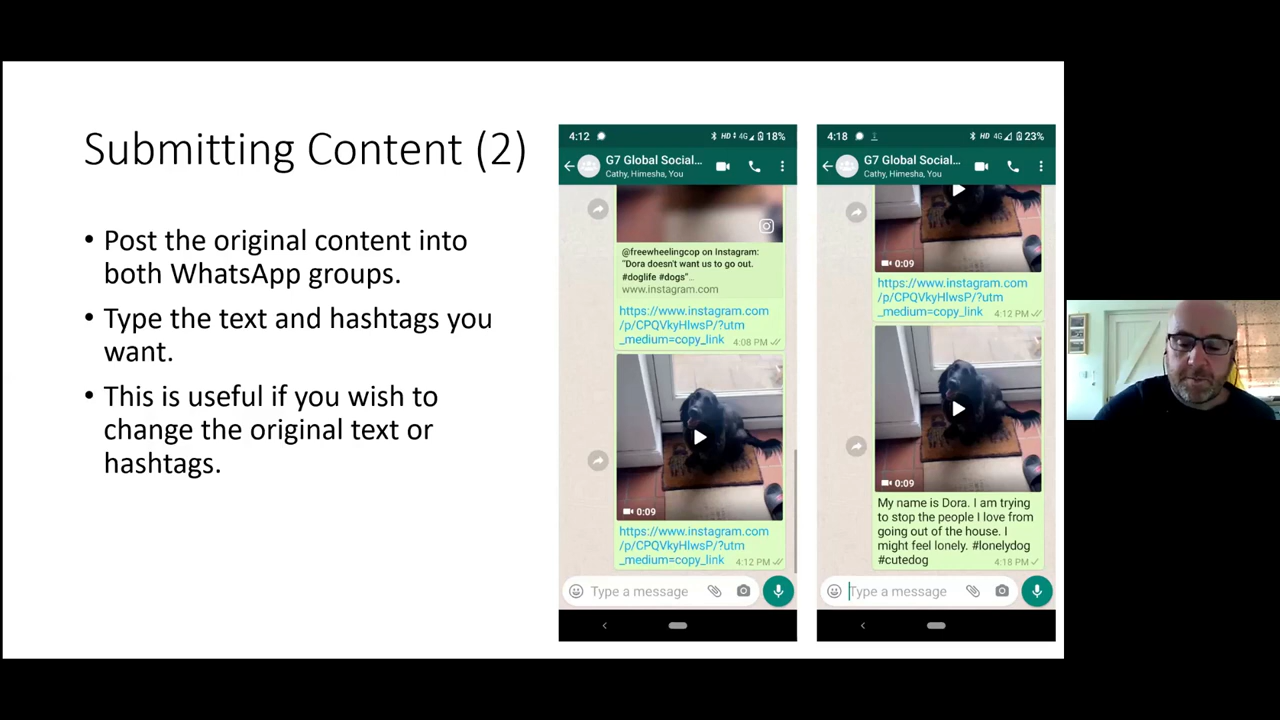 Submitting Content (2)
• Post the original content into
both WhatsApp groups.
• Type the text and hashtags you
want.
• This is useful if you wish to
change the original text or
hashtags.
4:12
HD 4G 18%
G7 Global Social...
Cathy, Himesha, You
@freewheelingcop on Instagram:
"Dora doesn't want us to go out.
#doglife #dogs"...
www.instagram.com
https://www.instagram.com
/p/CPQVkyHlwsP/?utm
_medium=copy_link 4:08 PM
0:09
https://www.instagram.com
/p/CPQVkyHlwsP/?utm
_medium=copy_link 4:12 PM
Type a message
4:18
HD 4G 23%
G7 Global Social...
Cathy, Himesha, You
0:09
https://www.instagram.com
/p/CPQVkyHlwsP/?utm
_medium=copy_link 4:12 PM
0:09
My name is Dora. I am trying
to stop the people I love from
going out of the house. I
might feel lonely. #lonelydog
#cutedog 4:18 PM
Type a message